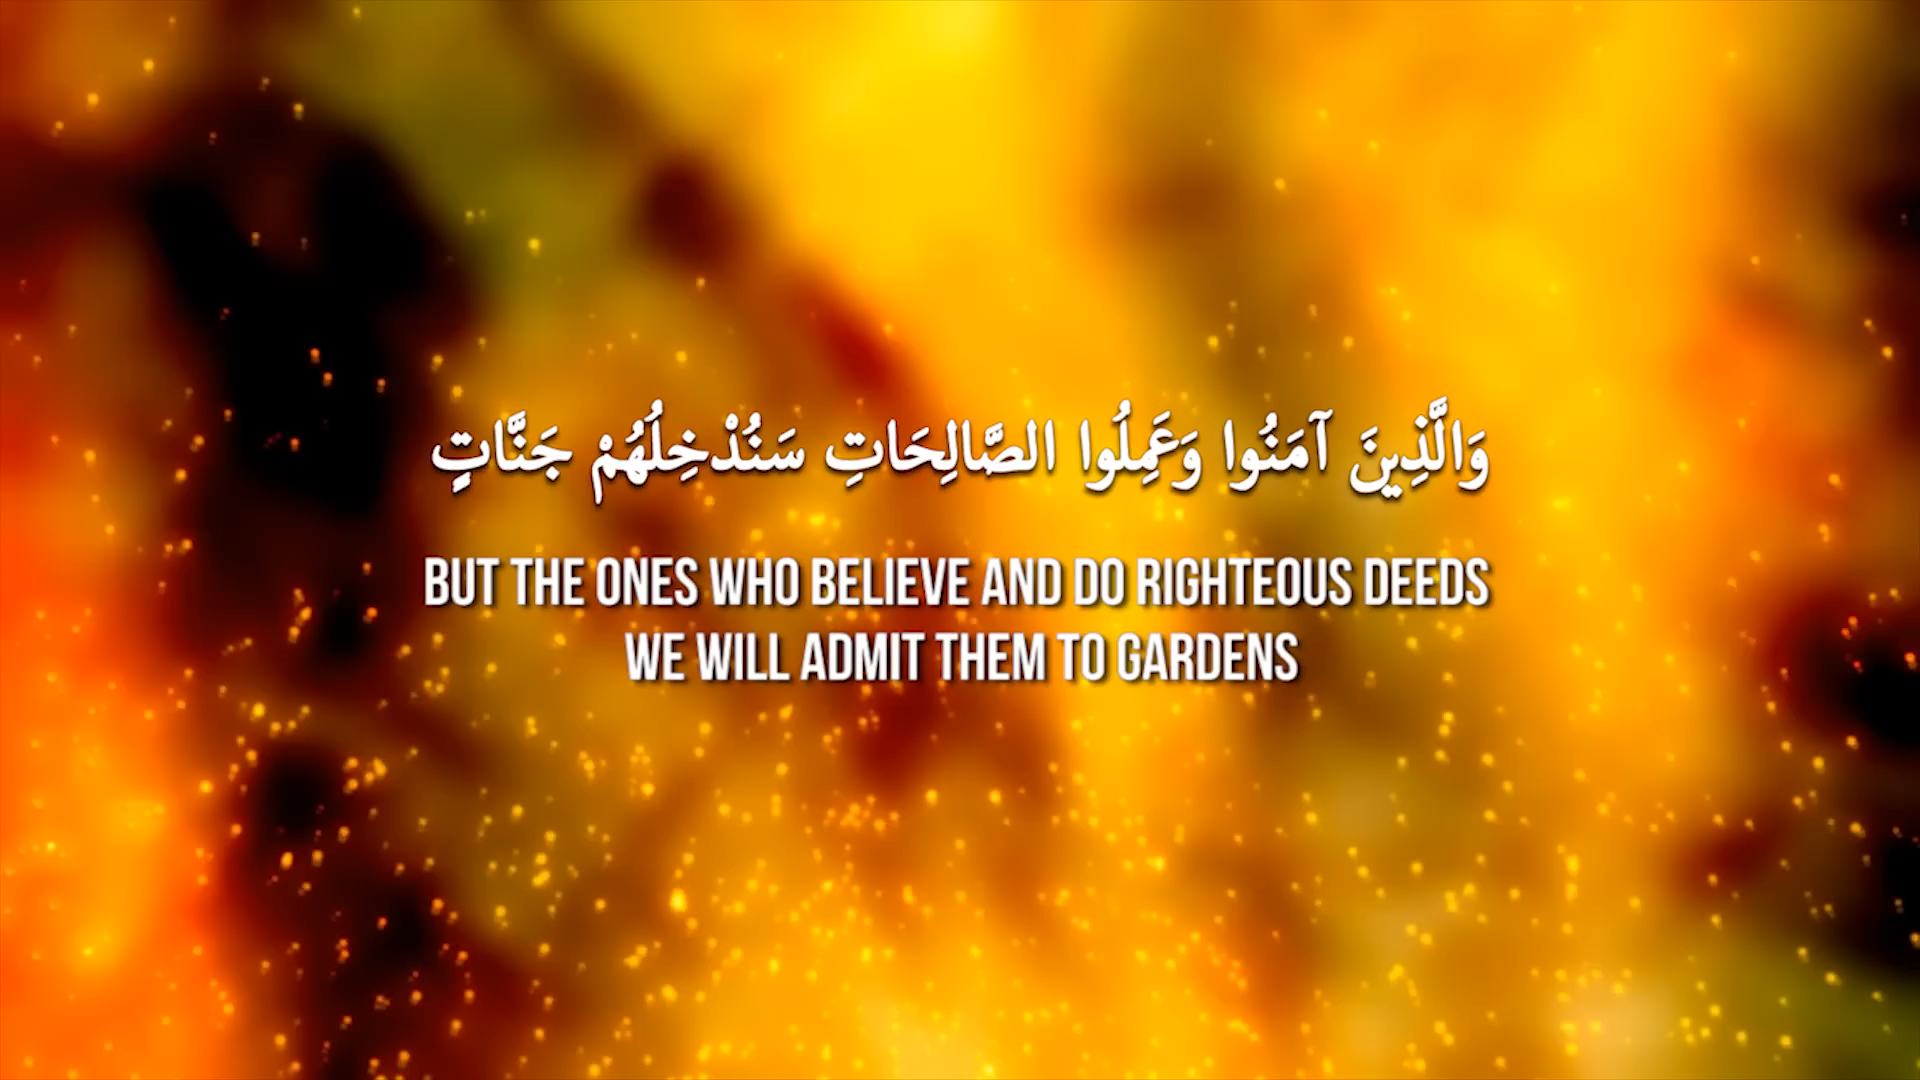 وَالَّذِينَ آمَنُوا وَعَمِلُوا الصَّالِحَاتِ سَنُدْخِلُهُمْ جَنَّاتٍ
BUT THE ONES WHO BELIEVE AND DO RIGHTEOUS DEEDS
WE WILL ADMIT THEM TO GARDENS